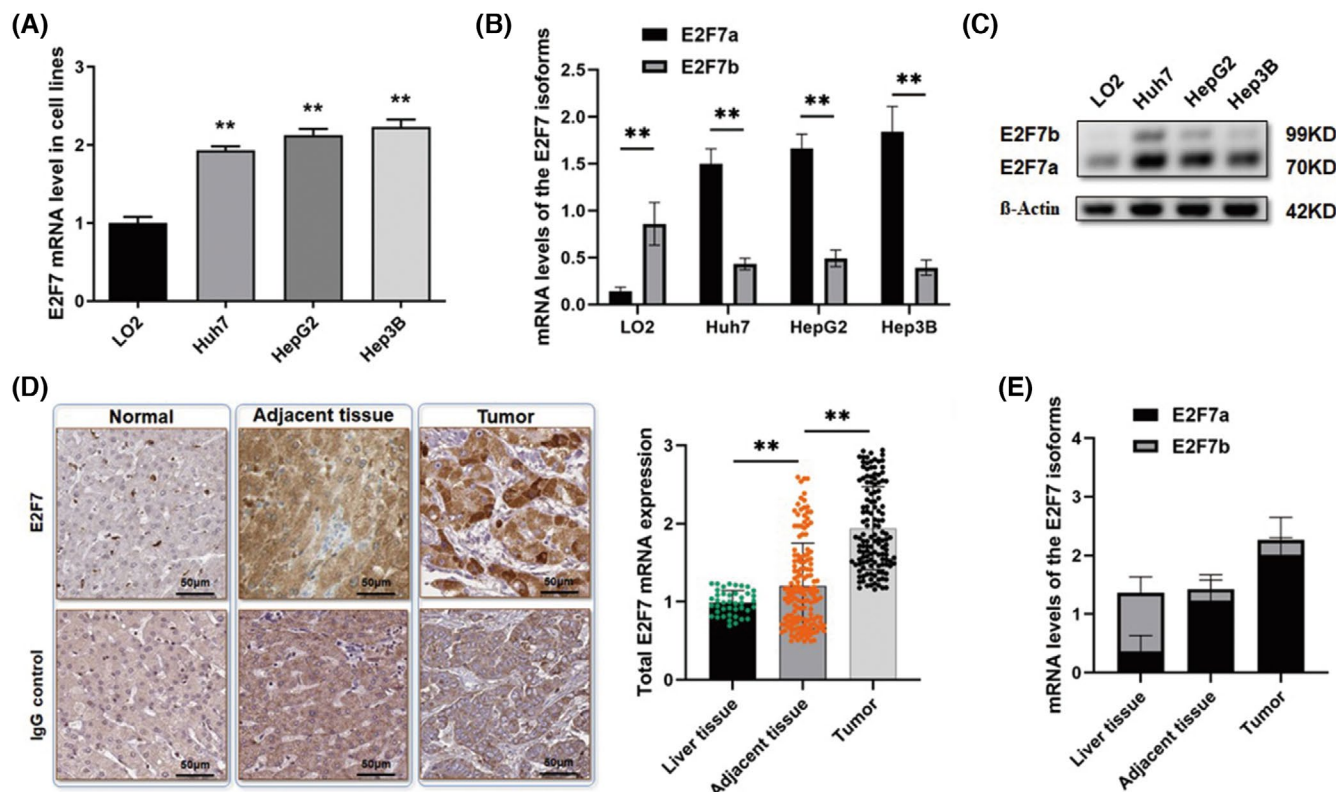 (A)
E2F7 mRNA level in cell lines
3
2
1
0
**
**
**
LO2
Huh7
HepG2
Hep3B
(B)
E2F7a
E2F7b
mRNA levels of the E2F7 isoforms
2.5
2.0
1.5
1.0
0.5
0.0
**
**
**
**
LO2
Huh7
HepG2
Hep3B
(C)
LO2
Huh7
HepG2
Hep3B
E2F7b
99KD
E2F7a
70KD
ß-Actin
42KD
(D)
Normal
Adjacent tissue
Tumor
E2F7
50µm
50µm
50µm
IgG control
50µm
50µm
50µm
Total E2F7 mRNA expression
3
2
1
0
**
**
Liver tissue
Adjacent tissue
Tumor
(E)
E2F7a
E2F7b
mRNA levels of the E2F7 isoforms
4
3
2
1
0
Liver tissue
Adjacent tissue
Tumor